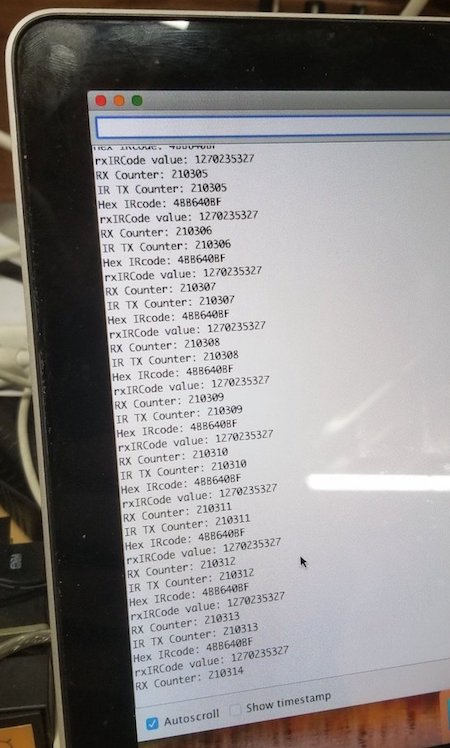 Hex IRcode: 4BB640BF
rxIRCode value: 1270235327
RX Counter: 210305
IR TX Counter: 210305
Hex IRcode: 4BB640BF
rxIRCode value: 1270235327
RX Counter: 210306
IR TX Counter: 210306
Hex IRcode: 4BB640BF
rxIRCode value: 1270235327
RX Counter: 210307
IR TX Counter: 210307
Hex IRcode: 4BB640BF
rxIRCode value: 1270235327
RX Counter: 210308
IR TX Counter: 210308
Hex IRcode: 4BB640BF
rxIRCode value: 1270235327
RX Counter: 210309
IR TX Counter: 210309
Hex IRcode: 4BB640BF
rxIRCode value: 1270235327
RX Counter: 210310
IR TX Counter: 210310
Hex IRcode: 4BB640BF
rxIRCode value: 1270235327
RX Counter: 210311
IR TX Counter: 210311
Hex IRcode: 4BB640BF
rxIRCode value: 1270235327
RX Counter: 210312
IR TX Counter: 210312
Hex IRcode: 4BB640BF
rxIRCode value: 1270235327
RX Counter: 210313
IR TX Counter: 210313
Hex IRcode: 4BB640BF
rxIRCode value: 1270235327
RX Counter: 210314
Autoscroll Show timestamp